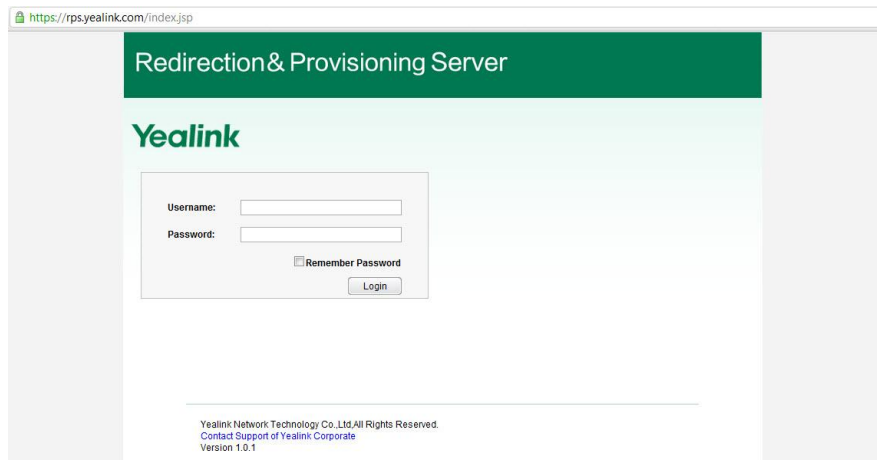 https://rps.yealink.com/index.jsp
Redirection & Provisioning Server
Yealink
Username:
Password:
Remember Password
Login
Yealink Network Technology Co.,Ltd,All Rights Reserved.
Contact Support of Yealink Corporate
Version 1.0.1